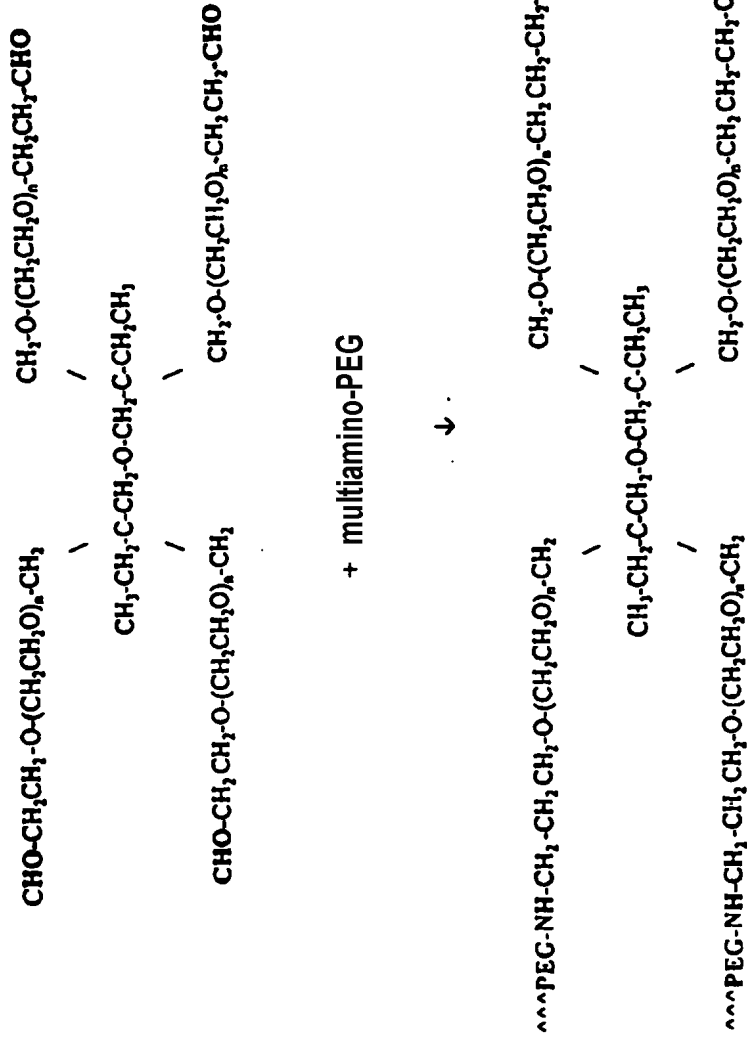 CHO-CH₂CH₂-O-(CH₂CH₂O)ₙ-CH₂ CH₂-O-(CH₂CH₂O)ₙ-CH₂CH₂-CHO
CH₃-CH₂-C-CH₂-O-CH₂-C-CH₂CH₃
CHO-CH₂CH₂-O-(CH₂CH₂O)ₙ-CH₂ CH₂-O-(CH₂CH₂O)ₙ-CH₂CH₂-CHO
+ multiamino-PEG
↓
^^^PEG-NH-CH₂-CH₂CH₂-O-(CH₂CH₂O)ₙ-CH₂ CH₂-O-(CH₂CH₂O)ₙ-CH₂CH₂-CH₂-
CH₃-CH₂-C-CH₂-O-CH₂-C-CH₂CH₃
^^^PEG-NH-CH₂-CH₂CH₂-O-(CH₂CH₂O)ₙ-CH₂ CH₂-O-(CH₂CH₂O)ₙ-CH₂CH₂-CH₂-